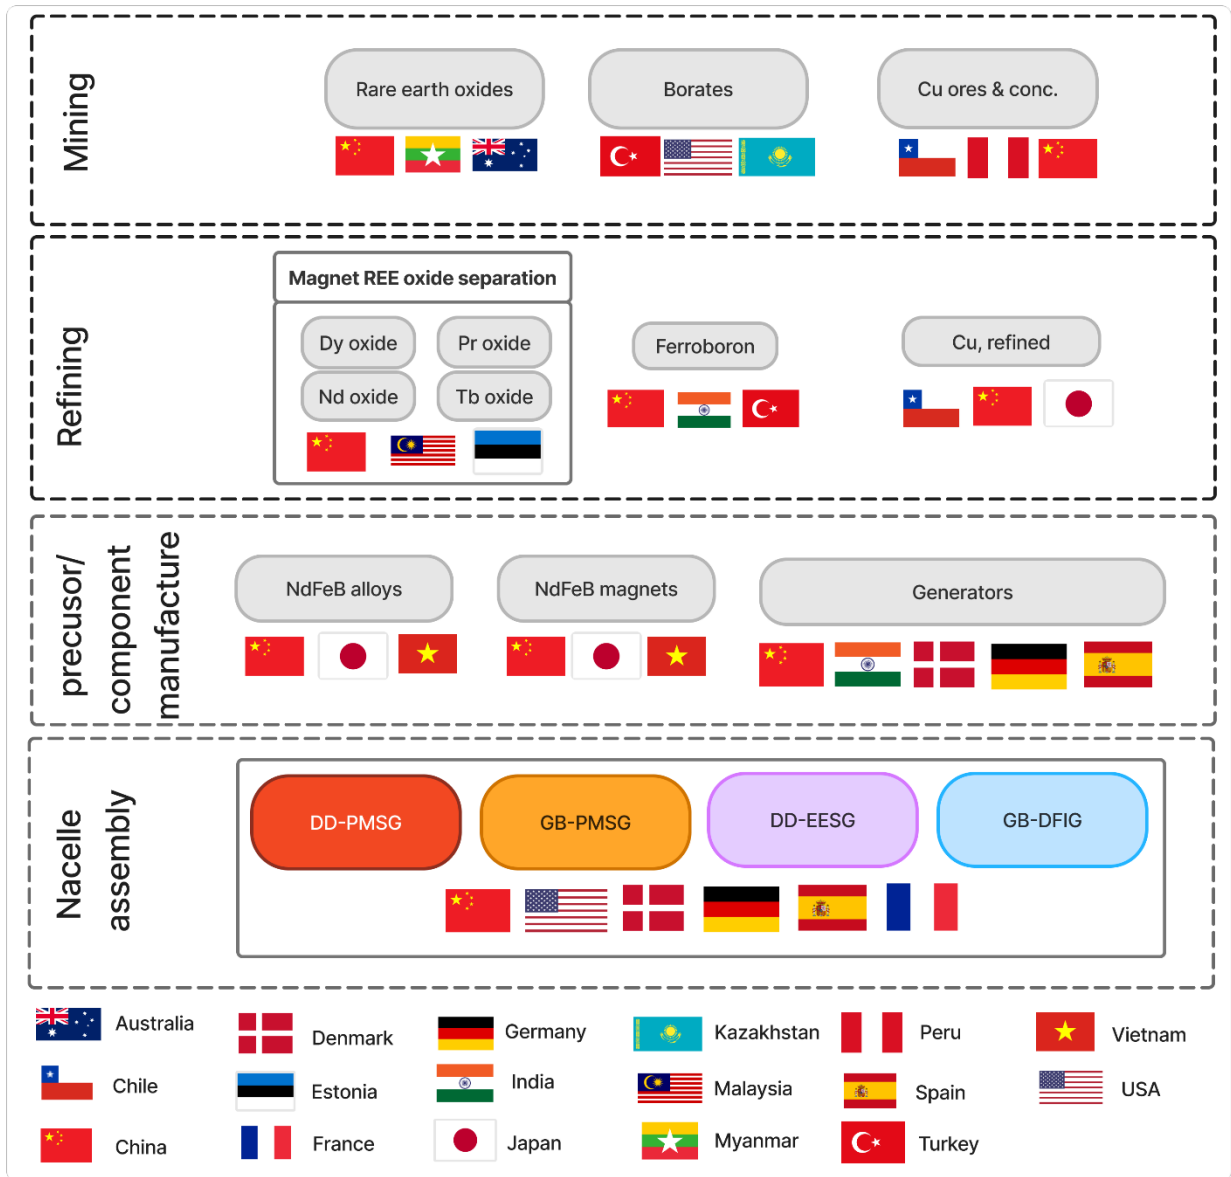 Mining
Rare earth oxides
Borates
Cu ores & conc.
Refining
Magnet REE oxide separation
Dy oxide
Pr oxide
Nd oxide
Tb oxide
Ferroboron
Cu, refined
precusor/
component
manufacture
NdFeB alloys
NdFeB magnets
Generators
Nacelle
assembly
DD-PMSG
GB-PMSG
DD-EESG
GB-DFIG
Australia
Denmark
Germany
Kazakhstan
Peru
Vietnam
Chile
Estonia
India
Malaysia
Spain
USA
China
France
Japan
Myanmar
Turkey